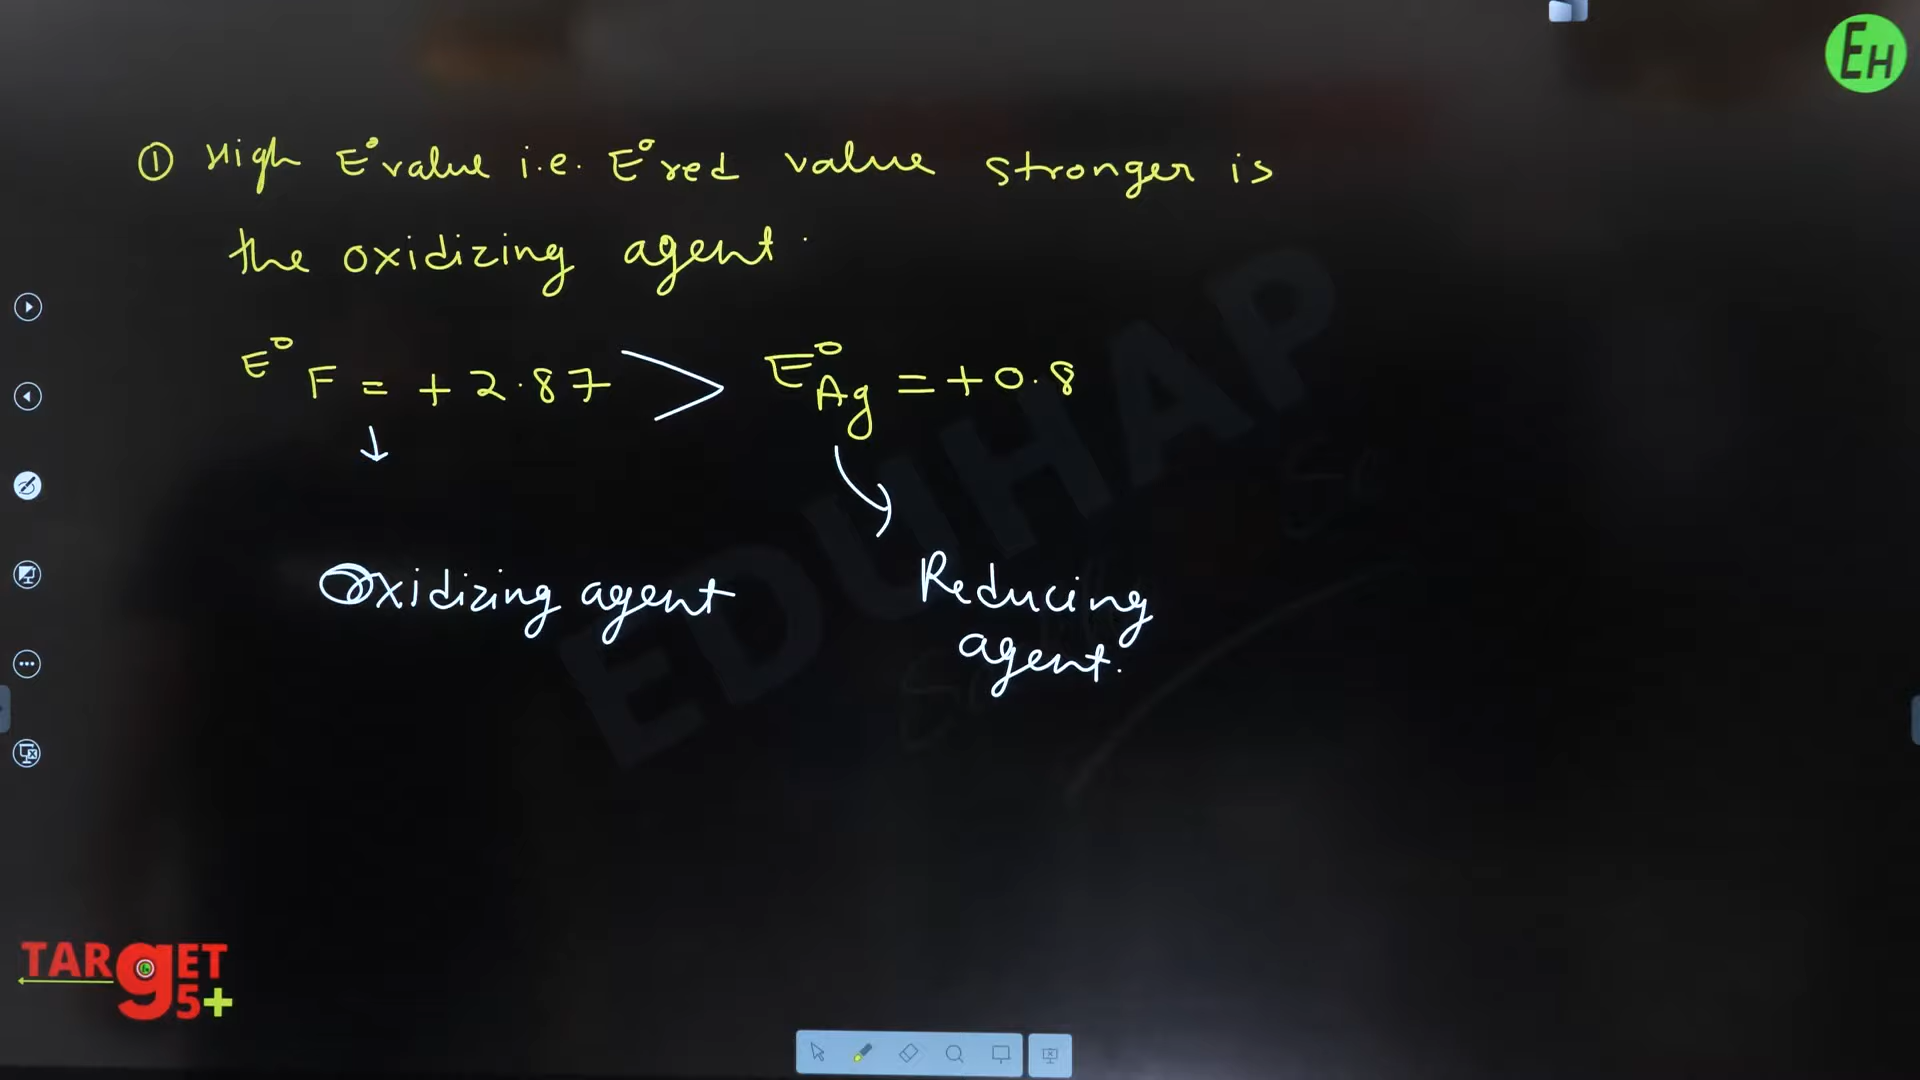 EH
① High E° value i.e. E°red value stronger is
the oxidizing agent.
E°F = +2.87 > E°Ag = +0.8
↓
Oxidizing agent
Reducing
agent.
EDUHAP
TARGET
95+